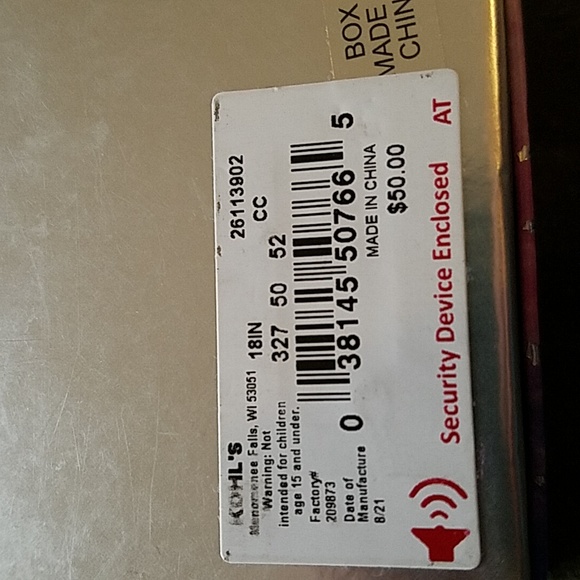 BOX
MADE
CHIN
KOHL'S
Menomonee Falls, WI 53051
Warning: Not
intended for children
age 15 and under.
Factory#
209873
Date of
Manufacture
8/21
18IN
26113902
CC
327 50 52
0 38145 50766 5
MADE IN CHINA
$50.00
Security Device Enclosed AT